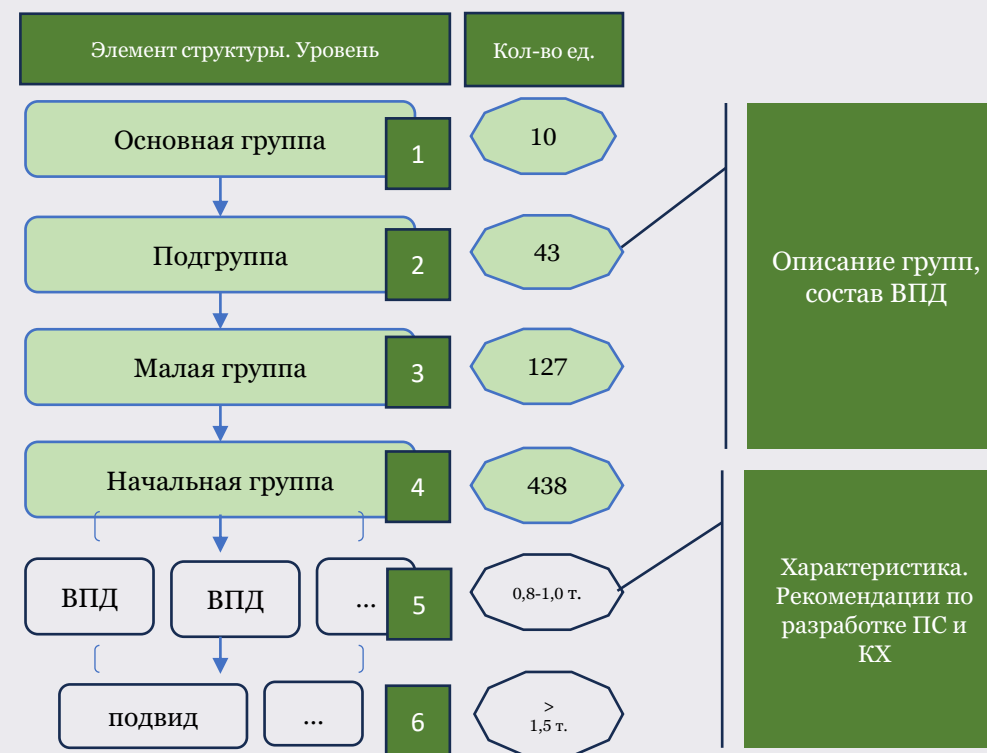 Элемент структуры. Уровень
Кол-во ед.
Основная группа
1
10
Подгруппа
2
43
Малая группа
3
127
Начальная группа
4
438
Описание групп,
состав ВПД
ВПД
ВПД
...
5
0,8-1,0 т.
подвид
...
6
>
1,5 т.
Характеристика.
Рекомендации по
разработке ПС и
КХ